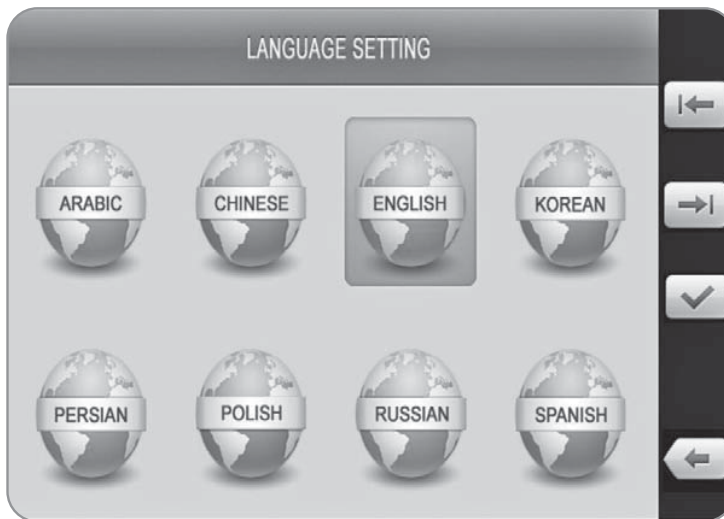 LANGUAGE SETTING
ARABIC CHINESE ENGLISH KOREAN
PERSIAN POLISH RUSSIAN SPANISH